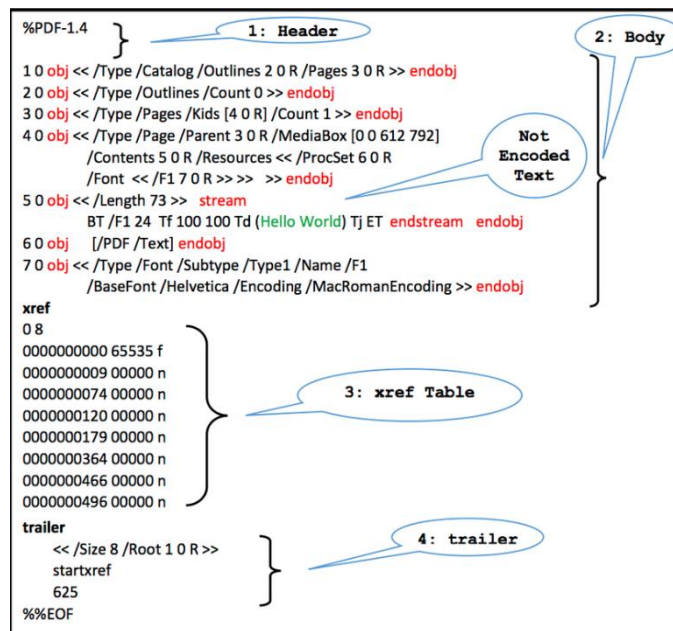 %PDF-1.4
1: Header
2: Body
1 0 obj << /Type /Catalog /Outlines 2 0 R /Pages 3 0 R >> endobj
2 0 obj << /Type /Outlines /Count 0 >> endobj
3 0 obj << /Type /Pages /Kids [4 0 R] /Count 1 >> endobj
4 0 obj << /Type /Page /Parent 3 0 R /MediaBox [0 0 612 792]
/Contents 5 0 R /Resources << /ProcSet 6 0 R
/Font << /F1 7 0 R >> >> >> endobj
Not
Encoded
Text
5 0 obj << /Length 73 >> stream
BT /F1 24 Tf 100 100 Td (Hello World) Tj ET endstream endobj
6 0 obj [/PDF /Text] endobj
7 0 obj << /Type /Font /Subtype /Type1 /Name /F1
/BaseFont /Helvetica /Encoding /MacRomanEncoding >> endobj
xref
0 8
0000000000 65535 f
0000000009 00000 n
0000000074 00000 n
0000000120 00000 n
0000000179 00000 n
0000000364 00000 n
0000000466 00000 n
0000000496 00000 n
3: xref Table
trailer
<< /Size 8 /Root 1 0 R >>
startxref
625
%%EOF
4: trailer